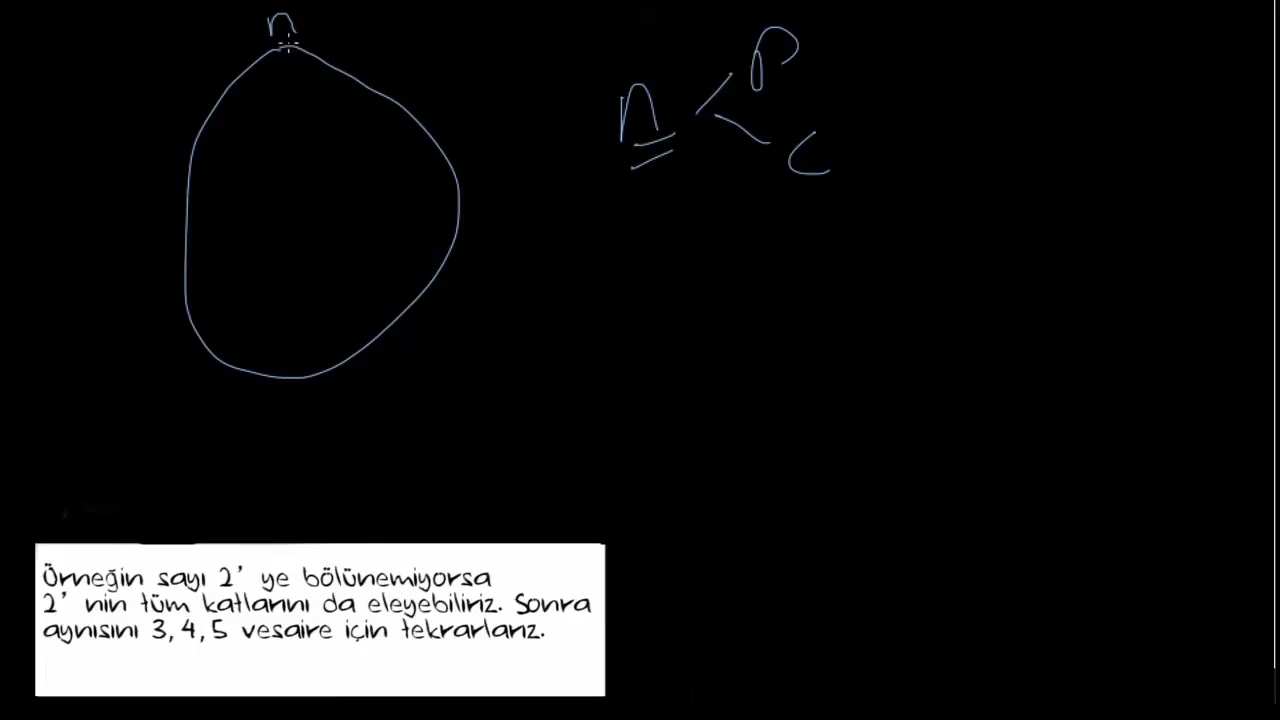 n
P
n
C
Örneğin sayı 2' ye bölünemiyorsa
2' nin tüm katlarını da eleyebiliriz. Sonra
aynısını 3, 4, 5 vesaire için tekrarlarız.